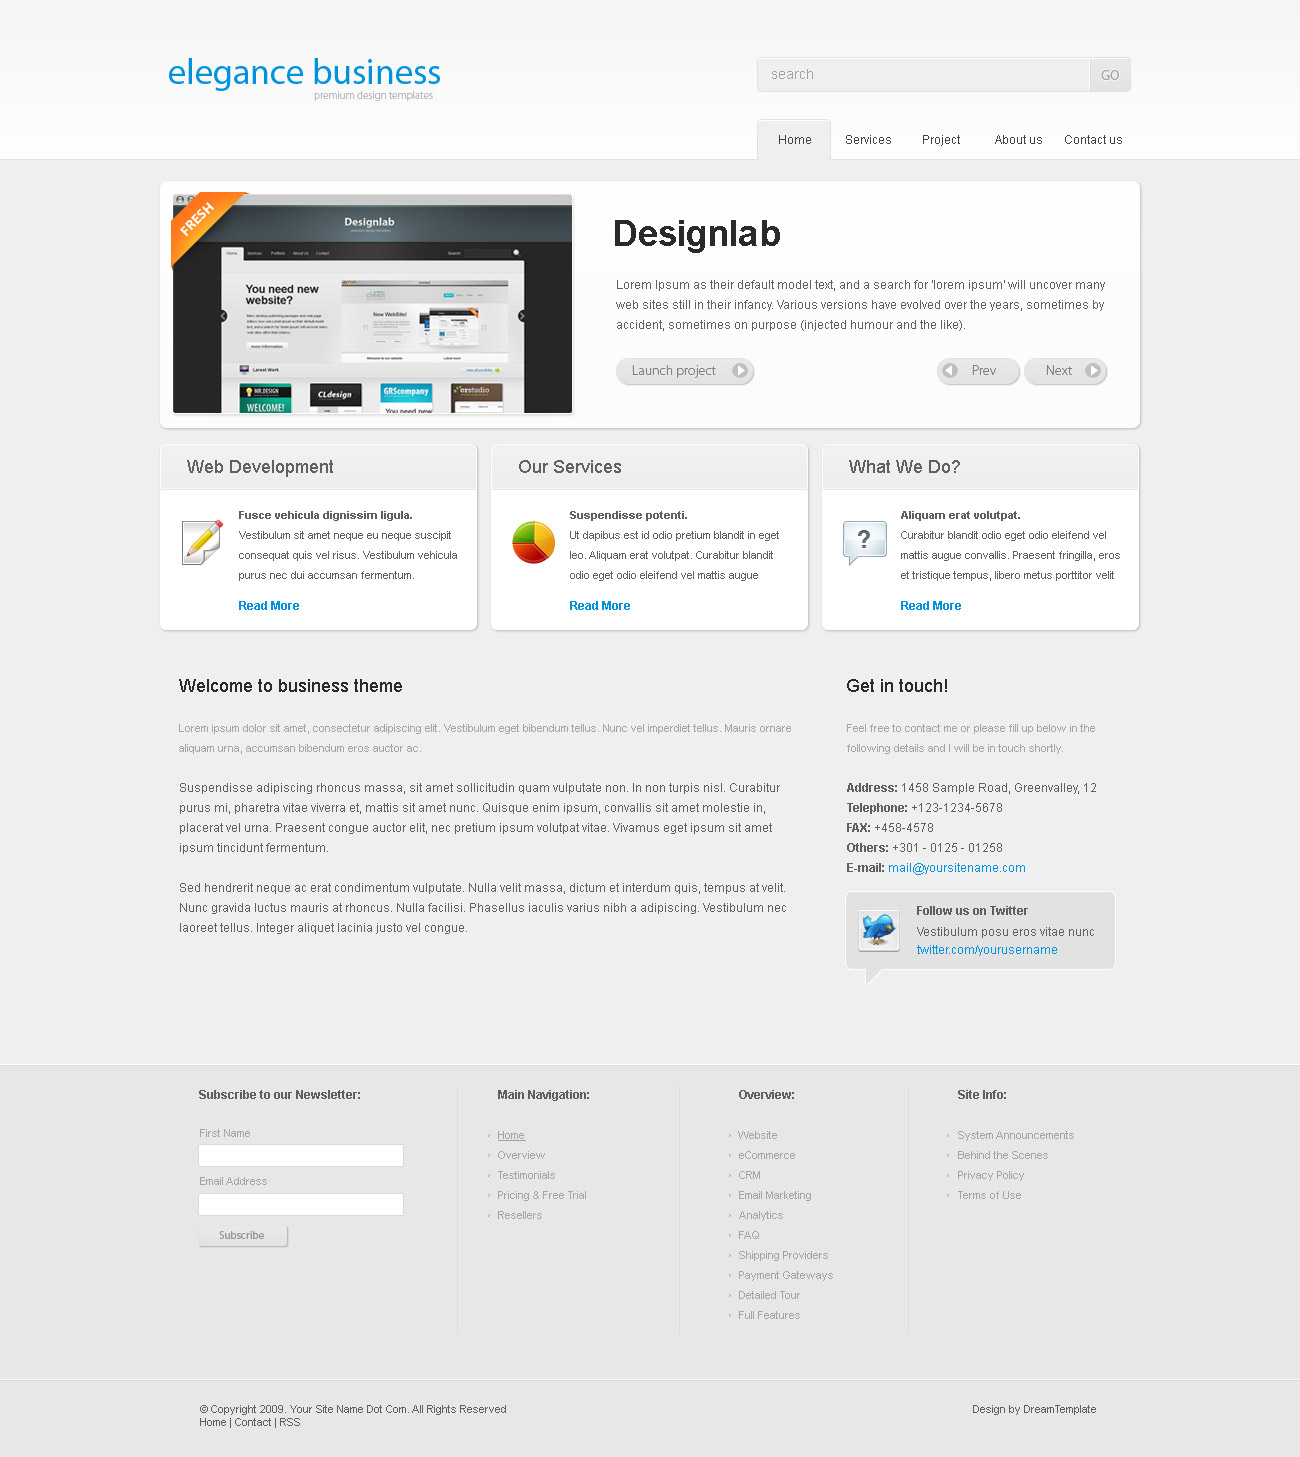 elegance business
premium design templates
search
GO
Home
Services
Project
About us
Contact us
FRESH
Designlab
Home
Services
Portfolio
About Us
Contact
Search
You need new
website?
more information
New WebSite!
Welcome to our website
Latest Work
Larest Work
view all portfolio
MR.DESIGN
WELCOME!
CLdesign
GRScompany
You need new
crstudio
Designlab
Lorem Ipsum as their default model text, and a search for 'lorem ipsum' will uncover many
web sites still in their infancy. Various versions have evolved over the years, sometimes by
accident, sometimes on purpose (injected humour and the like).
Launch project
Prev
Next
Web Development
Fusce vehicula dignissim ligula.
Vestibulum sit amet neque eu neque suscipit
consequat quis vel risus. Vestibulum vehicula
purus nec dui accumsan fermentum.
Read More
Our Services
Suspendisse potenti.
Ut dapibus est id odio pretium blandit in eget
leo. Aliquam erat volutpat. Curabitur blandit
odio eget odio eleifend vel mattis augue
Read More
What We Do?
?
Aliquam erat volutpat.
Curabitur blandit odio eget odio eleifend vel
mattis augue convallis. Praesent fringilla, eros
et tristique tempus, libero metus porttitor velit
Read More
Welcome to business theme
Lorem ipsum dolor sit amet, consectetur adipiscing elit. Vestibulum eget bibendum tellus. Nunc vel imperdiet tellus. Mauris ornare
aliquam urna, accumsan bibendum eros auctor ac.
Suspendisse adipiscing rhoncus massa, sit amet sollicitudin quam vulputate non. In non turpis nisl. Curabitur
purus mi, pharetra vitae viverra et, mattis sit amet nunc. Quisque enim ipsum, convallis sit amet molestie in,
placerat vel urna. Praesent congue auctor elit, nec pretium ipsum volutpat vitae. Vivamus eget ipsum sit amet
ipsum tincidunt fermentum.
Sed hendrerit neque ac erat condimentum vulputate. Nulla velit massa, dictum et interdum quis, tempus at velit.
Nunc gravida luctus mauris at rhoncus. Nulla facilisi. Phasellus iaculis varius nibh a adipiscing. Vestibulum nec
laoreet tellus. Integer aliquet lacinia justo vel congue.
Get in touch!
Feel free to contact me or please fill up below in the
following details and I will be in touch shortly.
Address: 1458 Sample Road, Greenvalley, 12
Telephone: +123-1234-5678
FAX: +458-4578
Others: +301 - 0125 - 01258
E-mail: mail@yoursitename.com
Follow us on Twitter
Vestibulum posu eros vitae nunc
twitter.com/yourusername
Subscribe to our Newsletter:
First Name
Email Address
Subscribe
Main Navigation:
Home
Overview
Testimonials
Pricing & Free Trial
Resellers
Overview:
Website
eCommerce
CRM
Email Marketing
Analytics
FAQ
Shipping Providers
Payment Gateways
Detailed Tour
Full Features
Site Info:
System Announcements
Behind the Scenes
Privacy Policy
Terms of Use
© Copyright 2009. Your Site Name Dot Com. All Rights Reserved
Home | Contact | RSS
Design by DreamTemplate